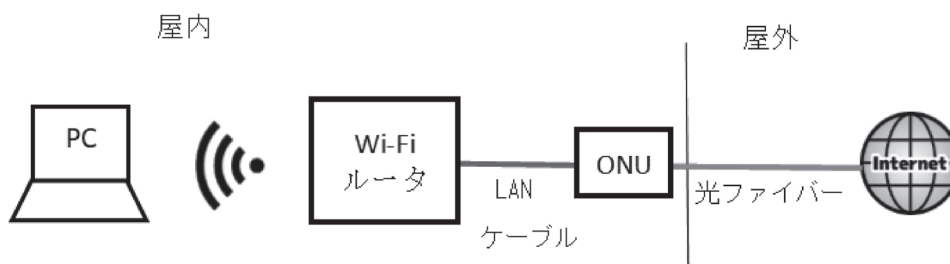 屋内
屋外
PC
Wi-Fi
ルータ
LAN
ケーブル
ONU
光ファイバー
Internet